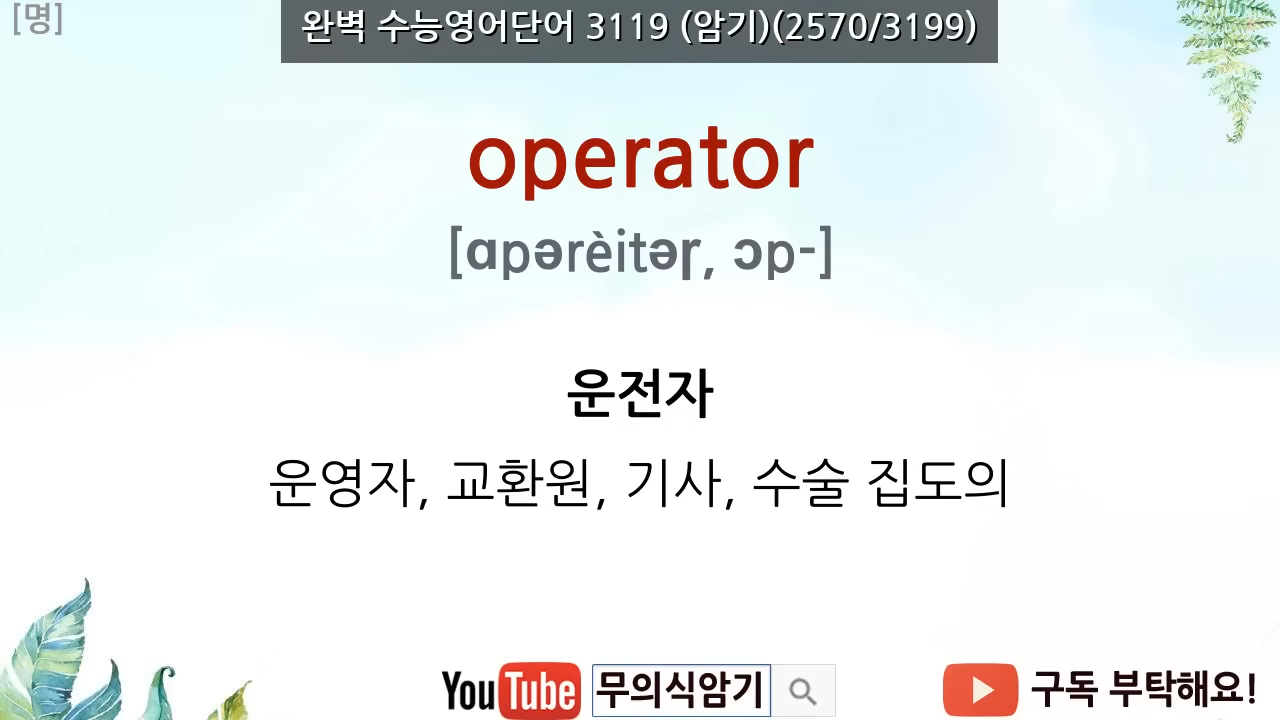 [명]
완벽 수능영어단어 3119 (암기)(2570/3199)
operator
[ɑpərèitəɼ, ɔp-]
운전자
운영자, 교환원, 기사, 수술 집도의
YouTube 무의식암기
구독 부탁해요!